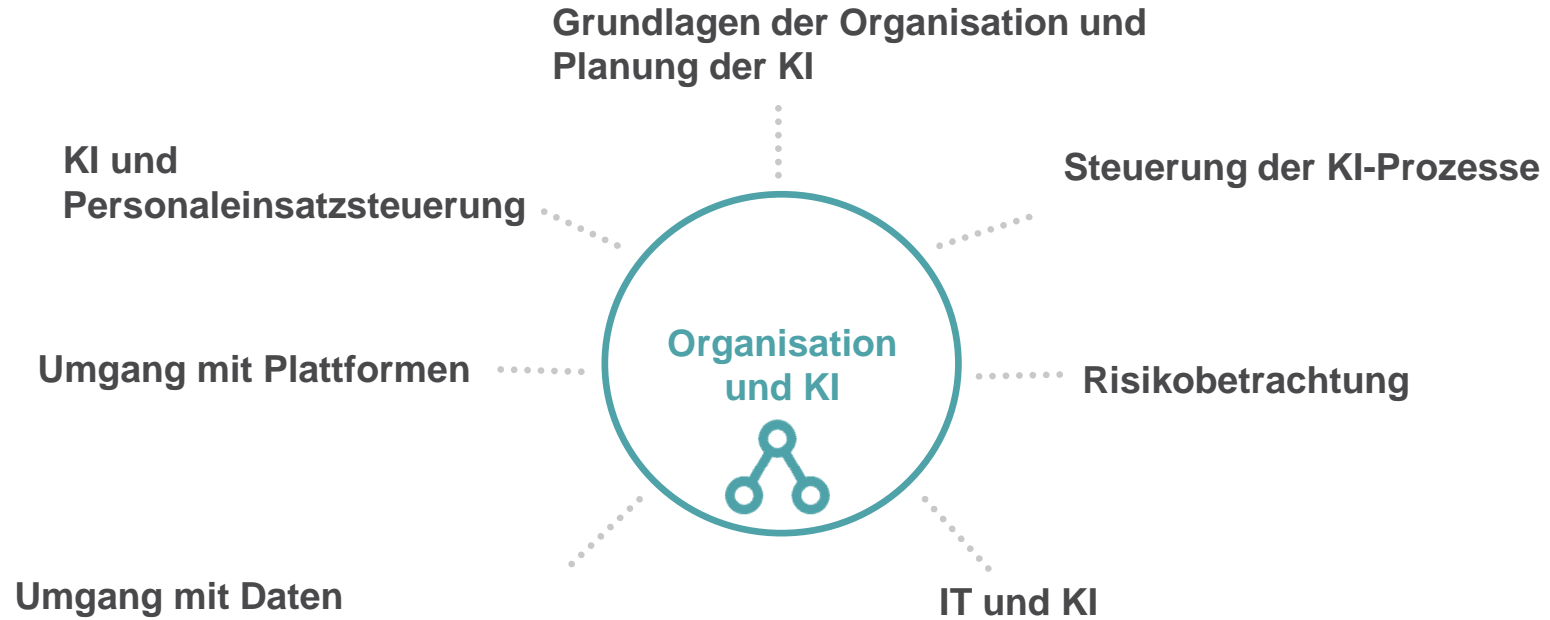 Grundlagen der Organisation und
Planung der KI
KI und
Personaleinsatzsteuerung
Steuerung der KI-Prozesse
Organisation
und KI
Umgang mit Plattformen
Risikobetrachtung
Umgang mit Daten
IT und KI